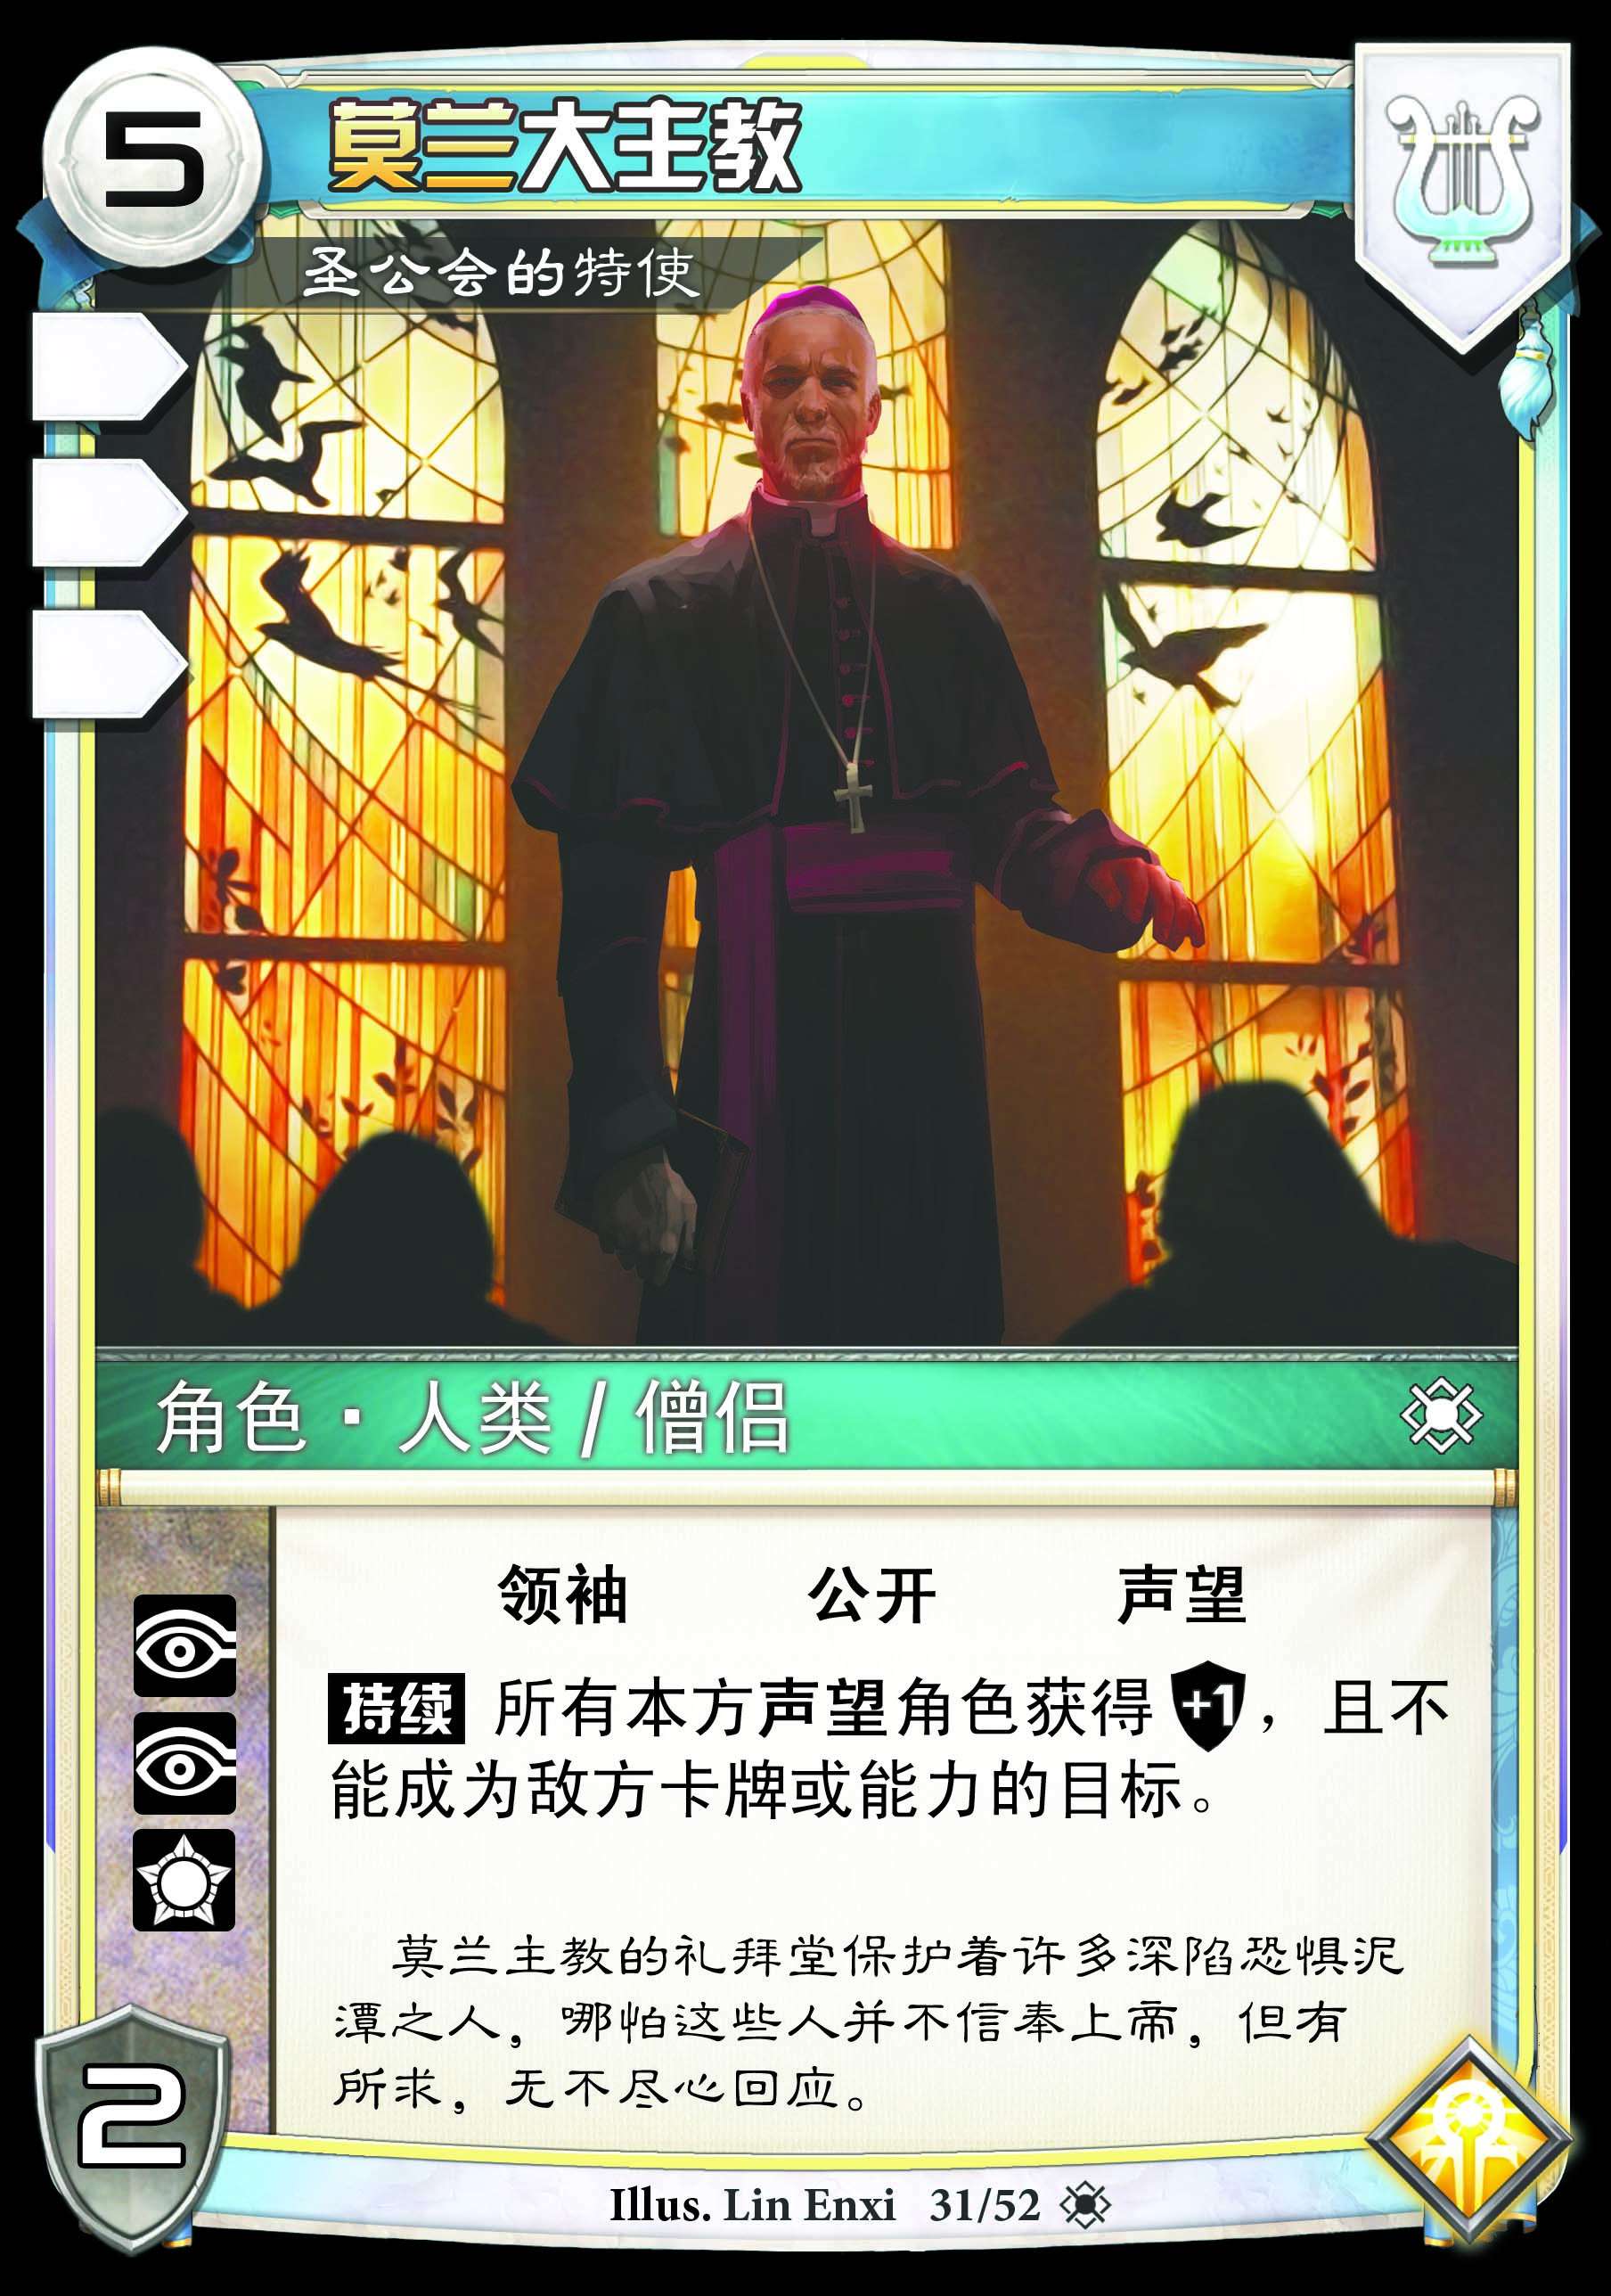 5
莫兰大主教
圣公会的特使
角色·人类 / 僧侣
领袖 公开 声望
持续 所有本方声望角色获得 +1，且不
能成为敌方卡牌或能力的目标。
莫兰主教的礼拜堂保护着许多深陷恐惧泥
潭之人，哪怕这些人并不信奉上帝，但有
所求，无不尽心回应。
2
Illus. Lin Enxi 31/52